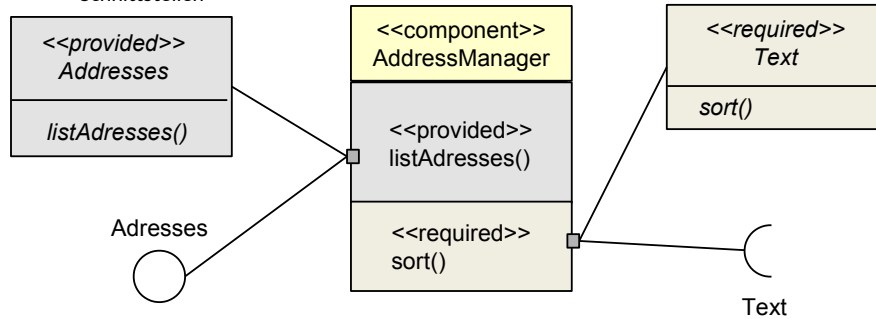 <<provided>>
Addresses
listAdresses()
<<component>>
AddressManager
<<provided>>
listAdresses()
<<required>>
sort()
<<required>>
Text
sort()
Adresses
Text